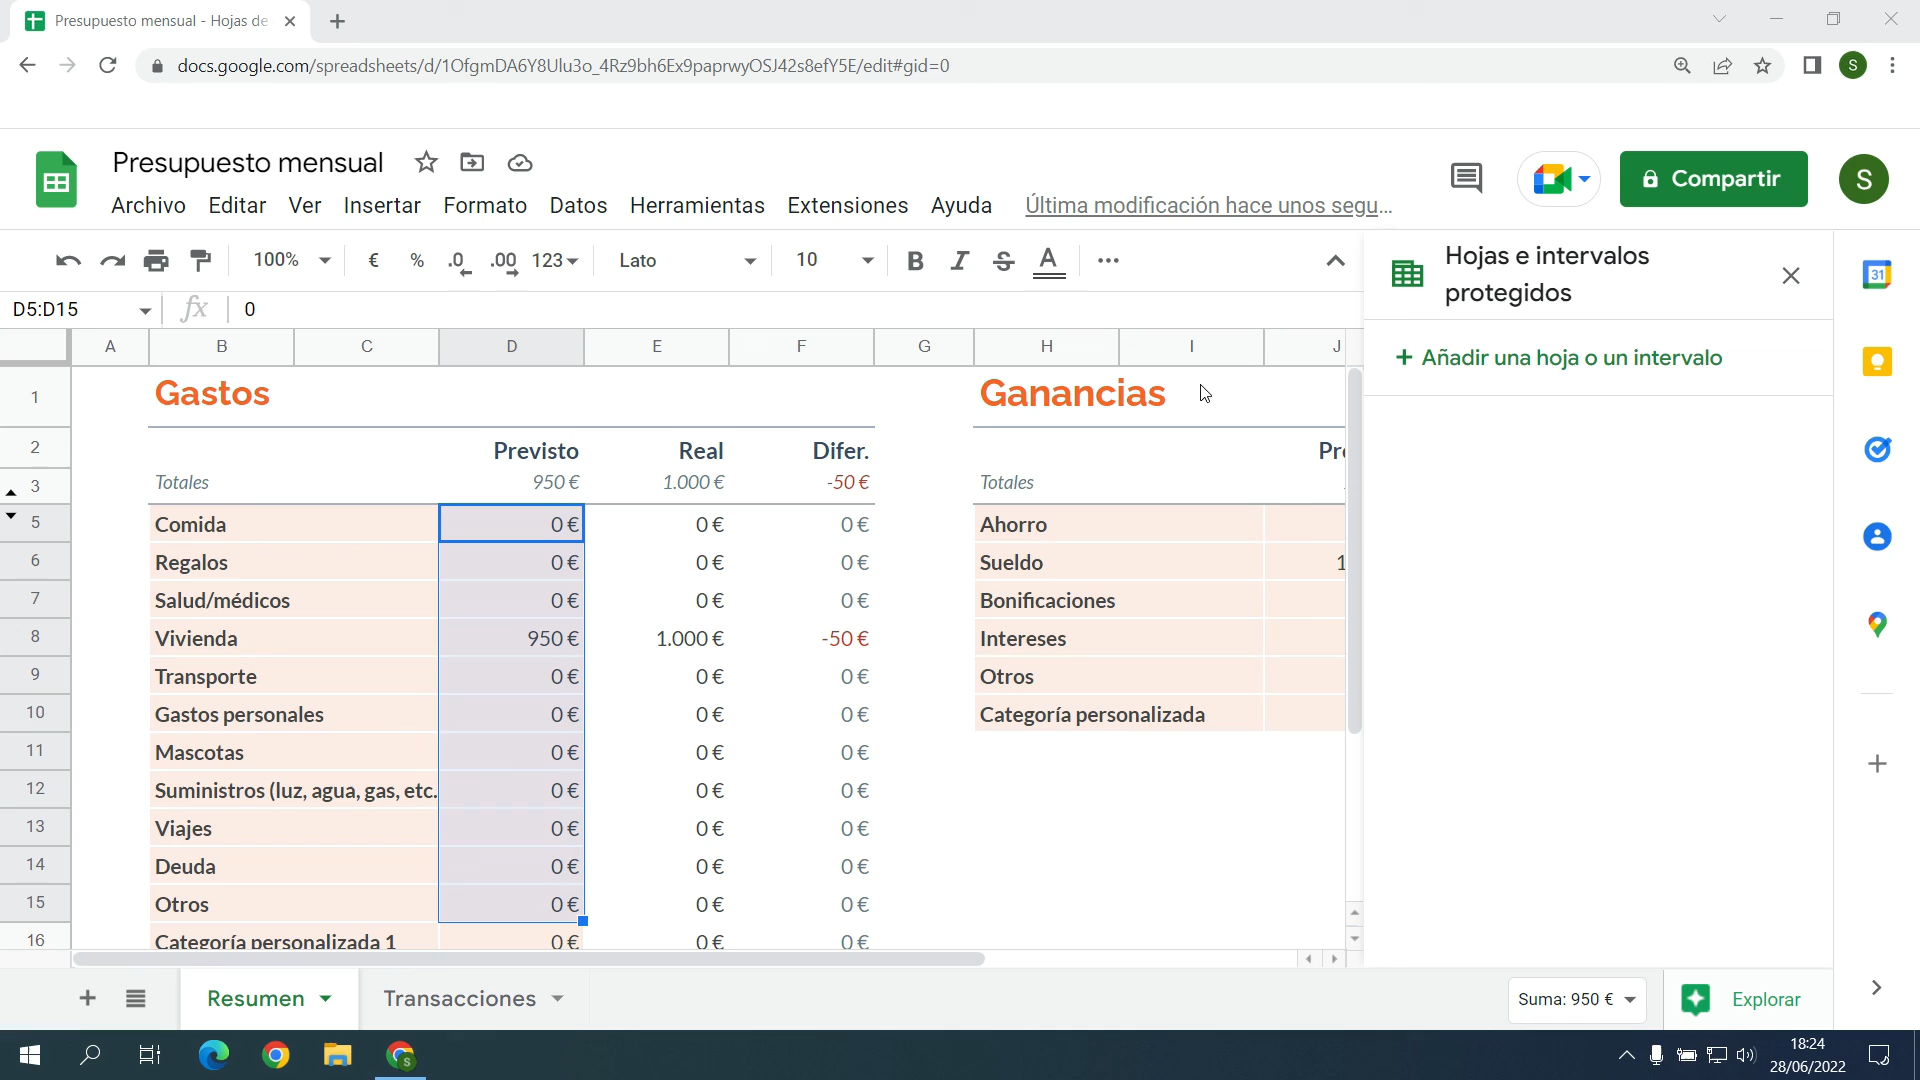 Presupuesto mensual - Hojas de
docs.google.com/spreadsheets/d/1OfgmDA6Y8Ulu3o_4Rz9bh6Ex9paprwyOSJ42s8efY5E/edit#gid=0
S
Presupuesto mensual
Archivo Editar Ver Insertar Formato Datos Herramientas Extensiones Ayuda Última modificación hace unos segu...
Compartir
S
100% € % .0 .00 123 Lato 10 B I S A
Hojas e intervalos
protegidos
31
D5:D15 fx 0
Añadir una hoja o un intervalo
A B C D E F G H I J
1 Gastos Ganancias
2 Previsto Real Difer. Pr
3 Totales 950 € 1.000 € -50 € Totales
5 Comida 0 € 0 € 0 € Ahorro
6 Regalos 0 € 0 € 0 € Sueldo 1
7 Salud/médicos 0 € 0 € 0 € Bonificaciones
8 Vivienda 950 € 1.000 € -50 € Intereses
9 Transporte 0 € 0 € 0 € Otros
10 Gastos personales 0 € 0 € 0 € Categoría personalizada
11 Mascotas 0 € 0 € 0 €
12 Suministros (luz, agua, gas, etc. 0 € 0 € 0 €
13 Viajes 0 € 0 € 0 €
14 Deuda 0 € 0 € 0 €
15 Otros 0 € 0 € 0 €
16 Categoría personalizada 1 0 € 0 € 0 €
Resumen Transacciones Suma: 950 € Explorar
S
18:24
28/06/2022